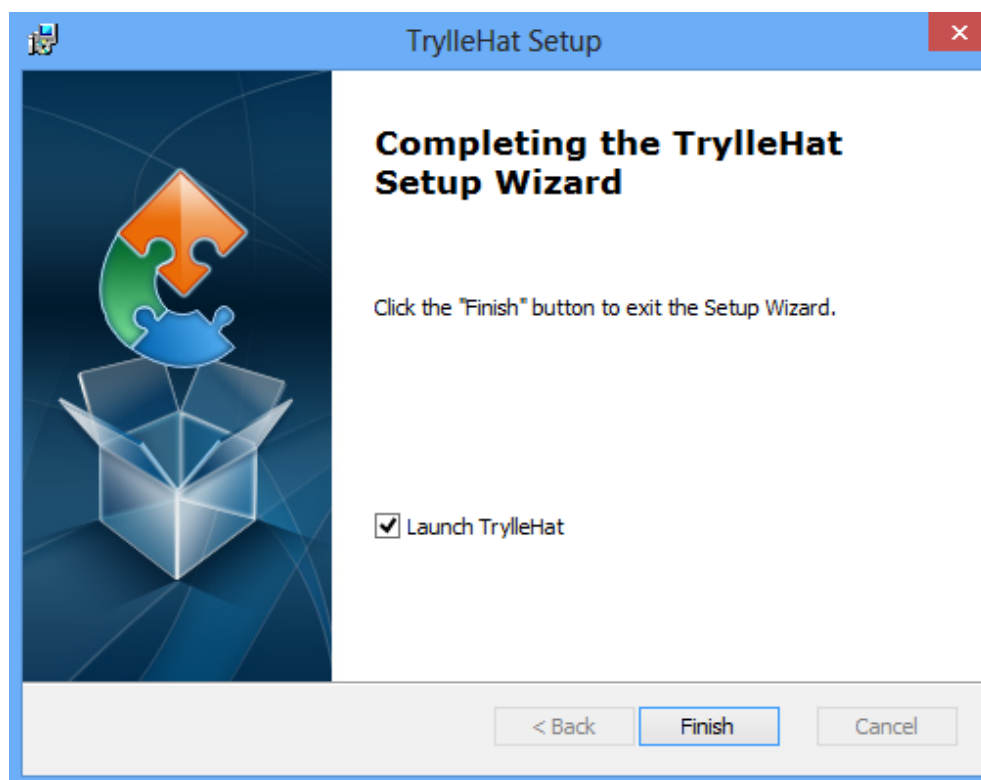 TrylleHat Setup
Completing the TrylleHat
Setup Wizard
Click the "Finish" button to exit the Setup Wizard.
Launch TrylleHat
< Back Finish Cancel